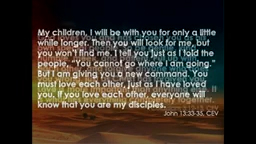 My children, I will be with you for only a little
while longer. Then you will look for me, but
you won't find me. I tell you just as I told the
people, "You cannot go where I am going."
But I am giving you a new command. You
must love each other, just as I have loved
you. If you love each other, everyone will
know that you are my disciples.
John 13:33-35, CEV